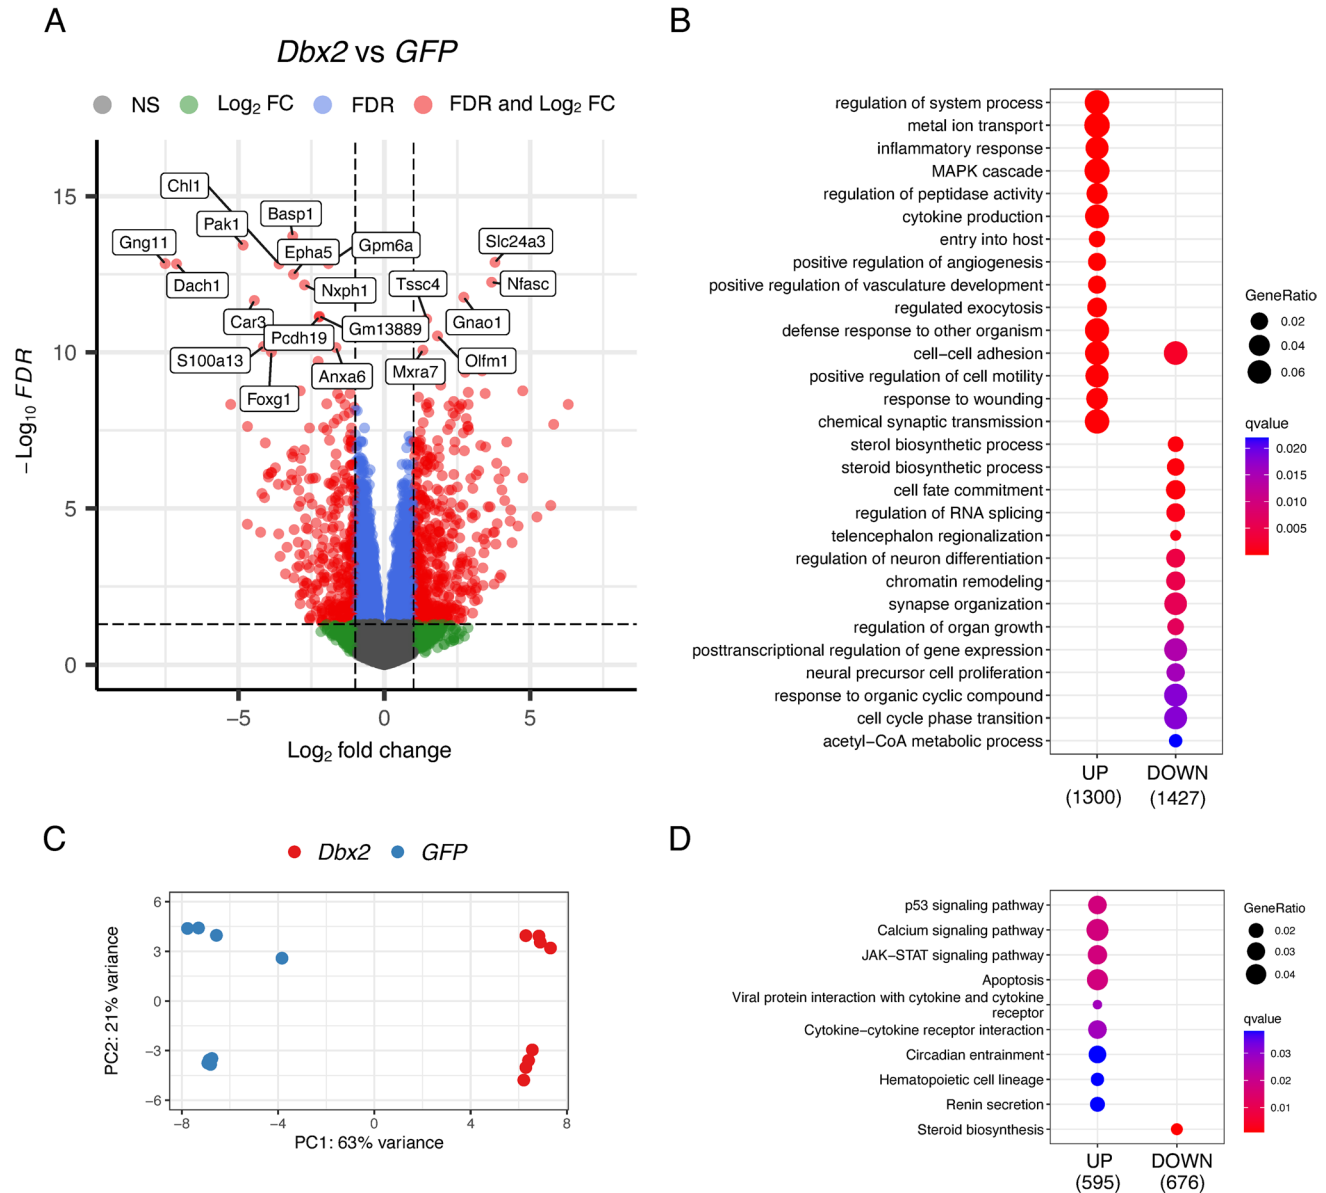 A
Dbx2 vs GFP
NS
Log2 FC
FDR
FDR and Log2 FC
−Log10 FDR
15
10
5
0
Chl1
Pak1
Basp1
Gng11
Epha5
Gpm6a
Slc24a3
Dach1
Nxph1
Tssc4
Nfasc
Car3
Pcdh19
Gm13889
Gnao1
S100a13
Anxa6
Mxra7
Olfm1
Foxg1
−5
0
5
Log2 fold change
B
regulation of system process
metal ion transport
inflammatory response
MAPK cascade
regulation of peptidase activity
cytokine production
entry into host
positive regulation of angiogenesis
positive regulation of vasculature development
regulated exocytosis
defense response to other organism
cell−cell adhesion
positive regulation of cell motility
response to wounding
chemical synaptic transmission
sterol biosynthetic process
steroid biosynthetic process
cell fate commitment
regulation of RNA splicing
telencephalon regionalization
regulation of neuron differentiation
chromatin remodeling
synapse organization
regulation of organ growth
posttranscriptional regulation of gene expression
neural precursor cell proliferation
response to organic cyclic compound
cell cycle phase transition
acetyl−CoA metabolic process
UP
(1300)
DOWN
(1427)
GeneRatio
0.02
0.04
0.06
qvalue
0.020
0.015
0.010
0.005
C
Dbx2
GFP
PC2: 21% variance
6
3
0
−3
−6
−8
−4
0
4
8
PC1: 63% variance
D
p53 signaling pathway
Calcium signaling pathway
JAK−STAT signaling pathway
Apoptosis
Viral protein interaction with cytokine and cytokine
receptor
Cytokine−cytokine receptor interaction
Circadian entrainment
Hematopoietic cell lineage
Renin secretion
Steroid biosynthesis
UP
(595)
DOWN
(676)
GeneRatio
0.02
0.03
0.04
qvalue
0.03
0.02
0.01